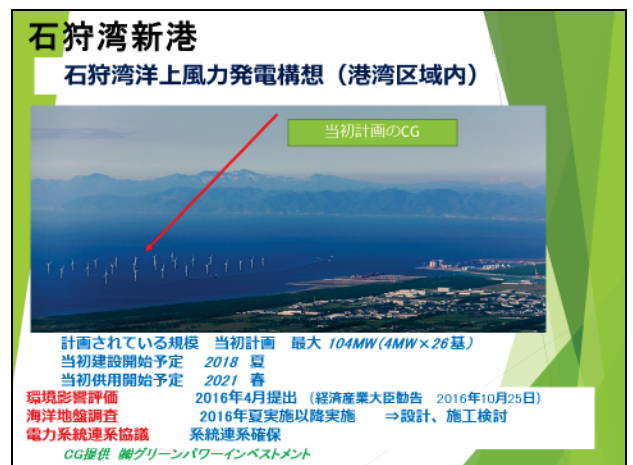 石狩湾新港
石狩湾洋上風力発電構想（港湾区域内）
当初計画のCG
計画されている規模 当初計画 最大 104MW(4MW×26基)
当初建設開始予定 2018 夏
当初供用開始予定 2021 春
環境影響評価 2016年4月提出 （経済産業大臣勧告 2016年10月25日）
海洋地盤調査 2016年夏実施以降実施 ⇒設計、施工検討
電力系統連系協議 系統連系確保
CG提供 ㈱グリーンパワーインベストメント